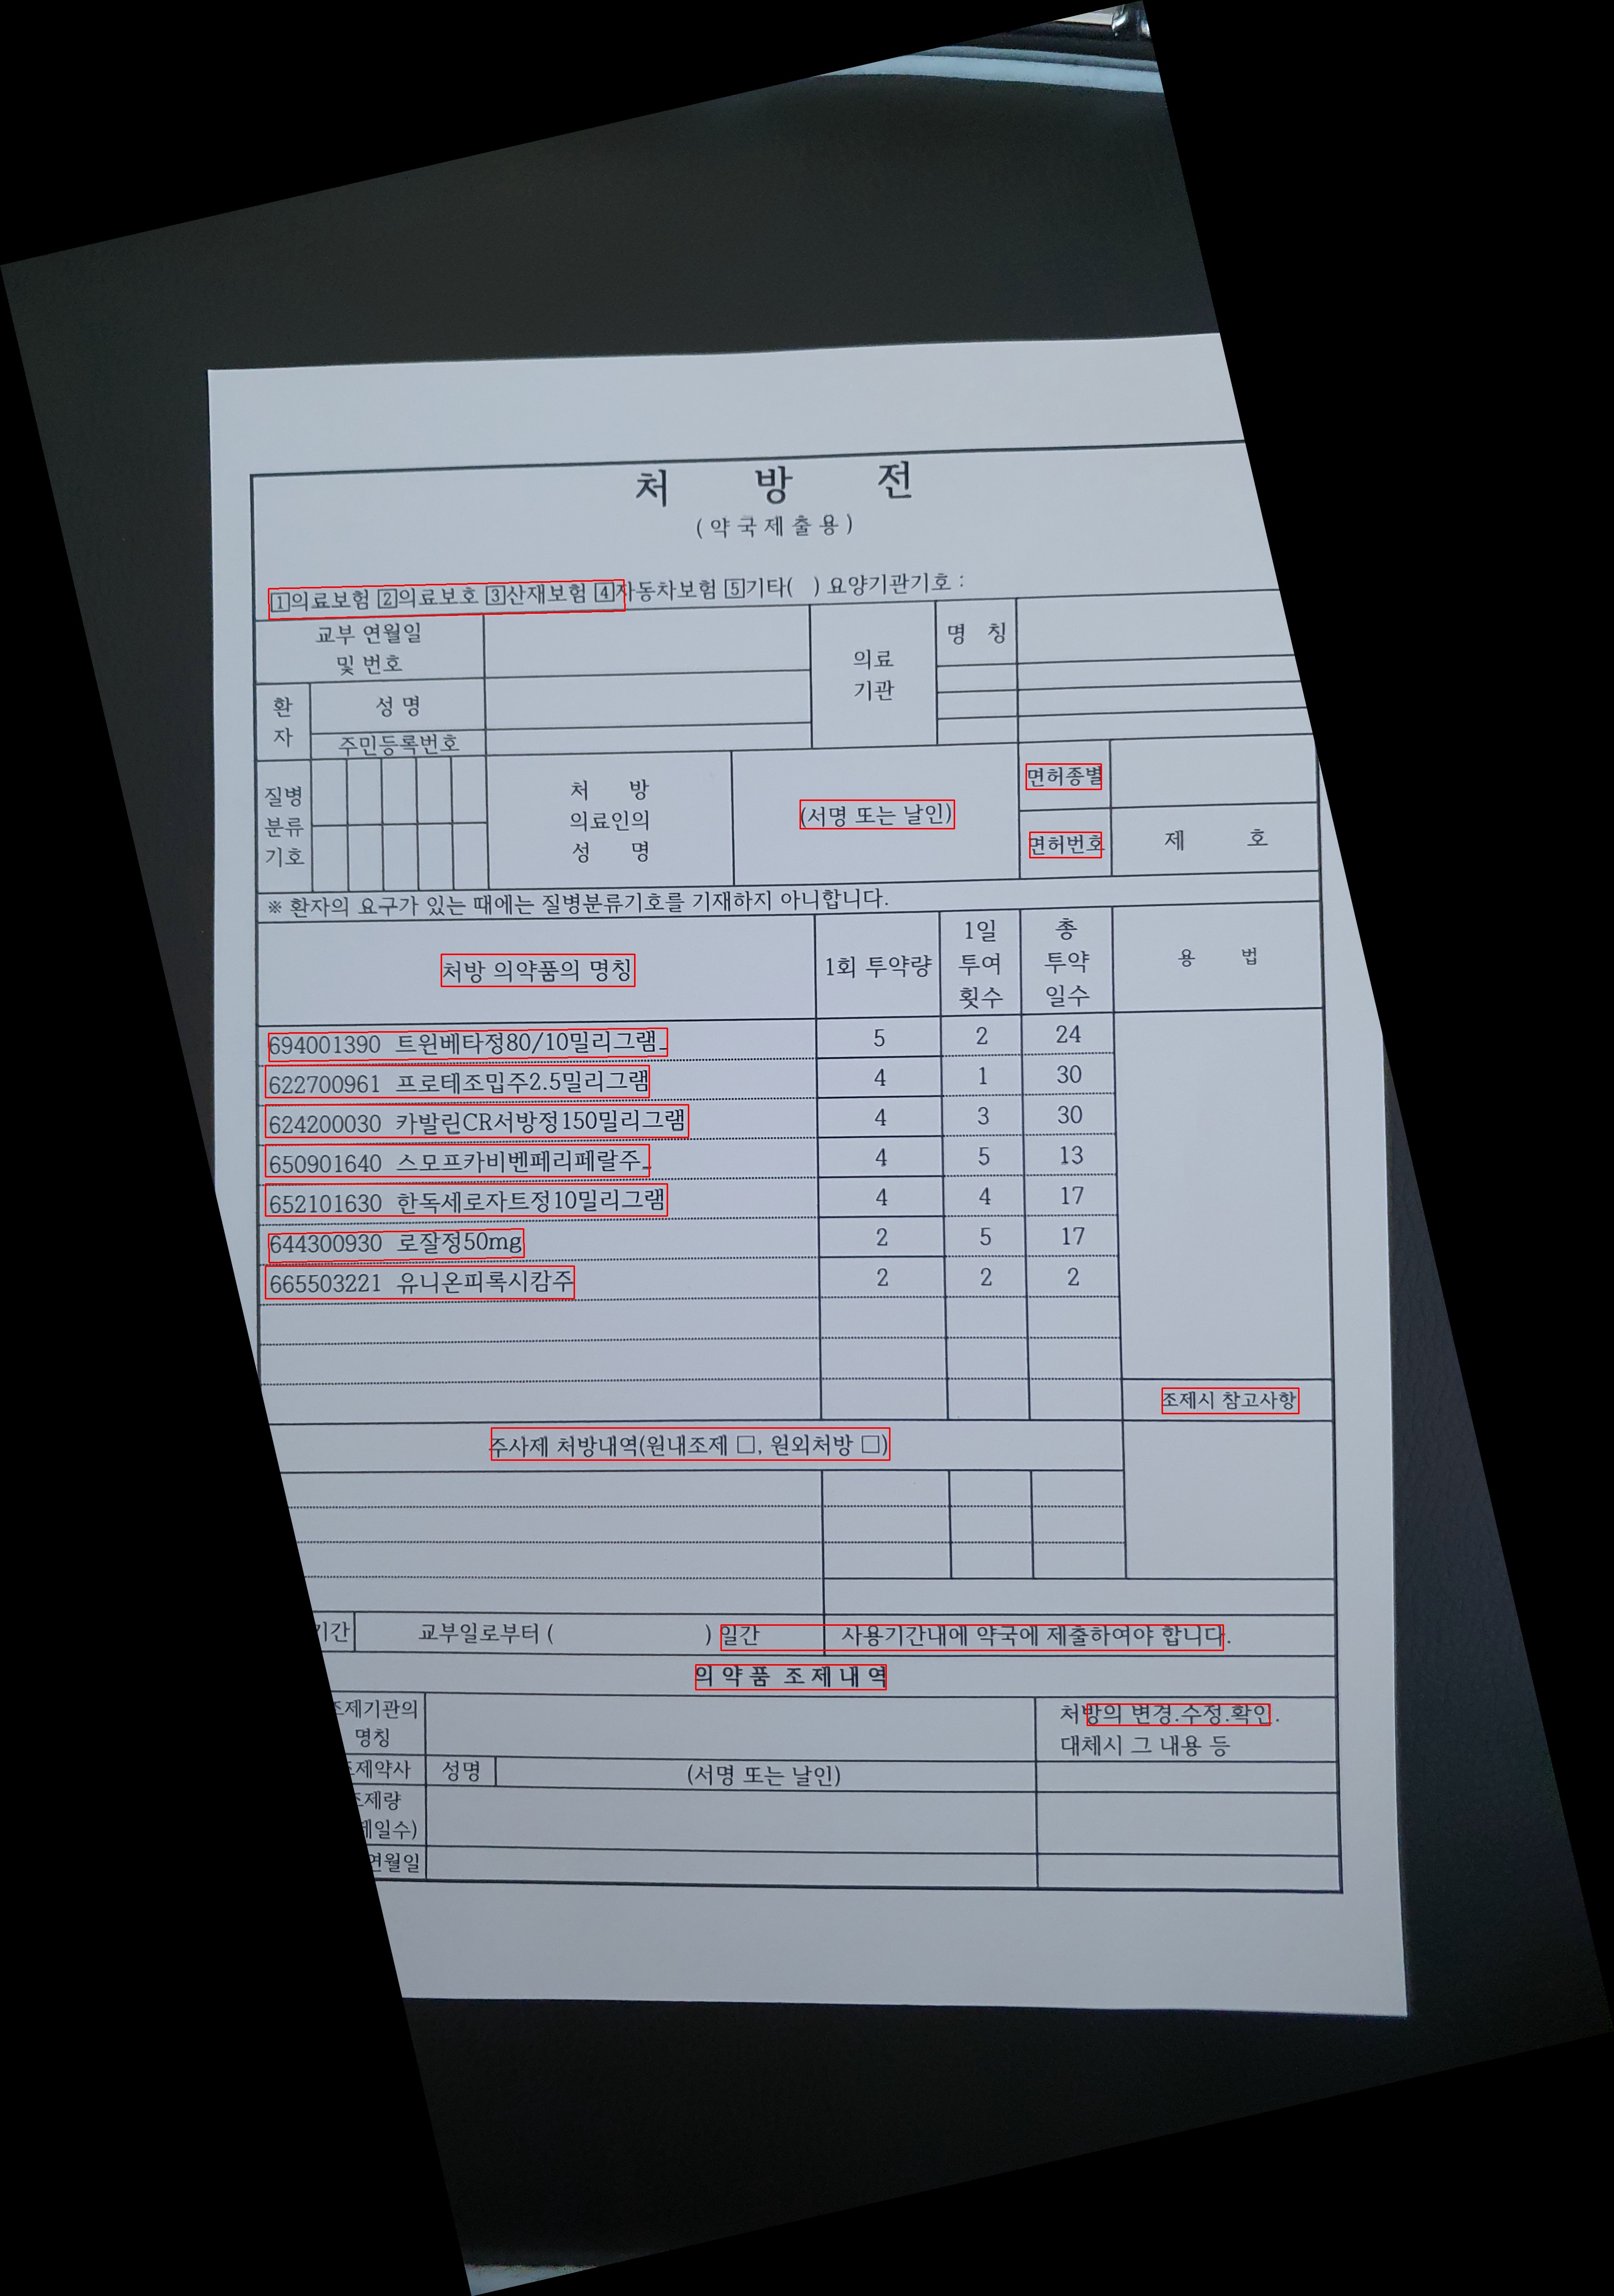 처 방 전
(약국제출용)
1의료보험 2의료보호 3산재보험 4자동차보험 5기타( ) 요양기관기호 :
교부 연월일
및 번호
의료
기관
명 칭
환
자
성 명
주민등록번호
질병
분류
기호
처 방
의료인의
성 명
(서명 또는 날인)
면허종별
면허번호
제 호
※ 환자의 요구가 있는 때에는 질병분류기호를 기재하지 아니합니다.
처방 의약품의 명칭
1회 투약량
1일
투여
횟수
총
투약
일수
용 법
694001390 트윈베타정80/10밀리그램_ 5 2 24
622700961 프로테조밉주2.5밀리그램 4 1 30
624200030 카발린CR서방정150밀리그램 4 3 30
650901640 스모프카비벤페리페랄주_ 4 5 13
652101630 한독세로자트정10밀리그램 4 4 17
644300930 로잘정50mg 2 5 17
665503221 유니온피록시캄주 2 2 2
조제시 참고사항
주사제 처방내역(원내조제 □, 원외처방 □)
기간 교부일로부터 ( ) 일간 사용기간내에 약국에 제출하여야 합니다.
의약품 조제내역
조제기관의
명칭
처방의 변경.수정.확인.
대체시 그 내용 등
조제약사 성명 (서명 또는 날인)
조제량
제일수)
연월일